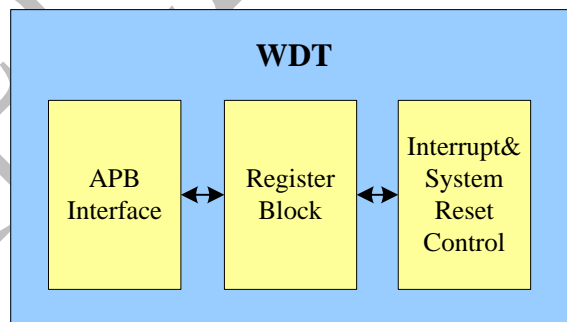 WDT
APB
Interface
Register
Block
Interrupt&
System
Reset
Control